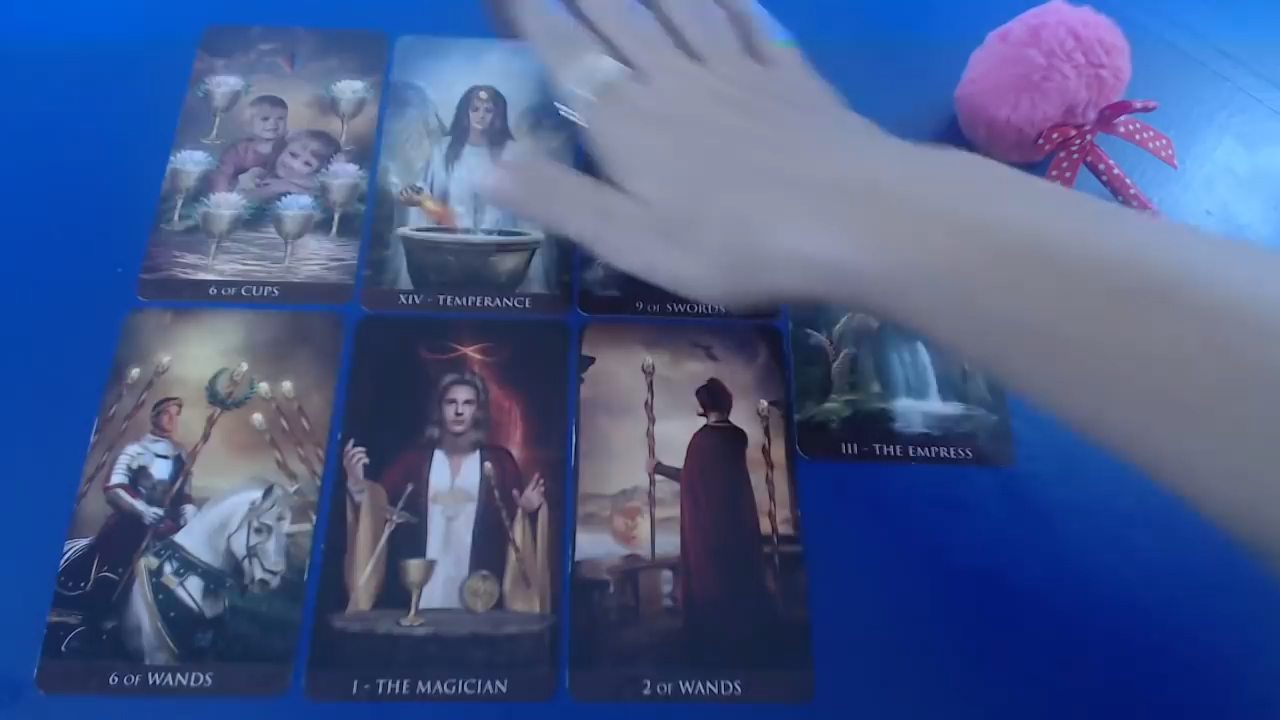 6 OF CUPS
XIV - TEMPERANCE
9 OF SWORDS
III - THE EMPRESS
6 OF WANDS
I - THE MAGICIAN
2 OF WANDS